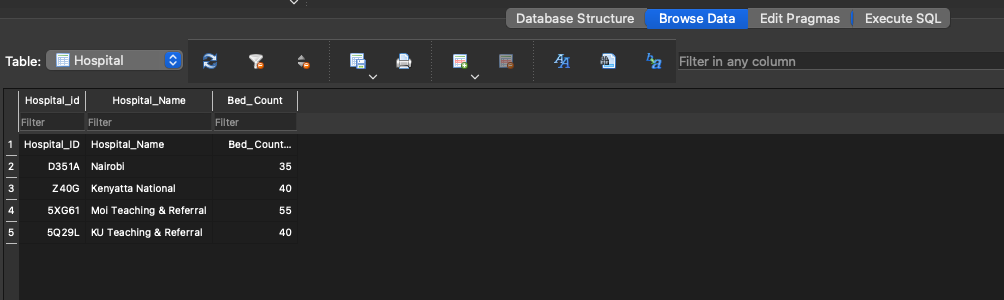 Database Structure Browse Data Edit Pragmas Execute SQL
Table: Hospital Filter in any column
Hospital_id Hospital_Name Bed_Count
Filter Filter Filter
1 Hospital_ID Hospital_Name Bed_Count...
2 D351A Nairobi 35
3 Z40G Kenyatta National 40
4 5XG61 Moi Teaching & Referral 55
5 5Q29L KU Teaching & Referral 40